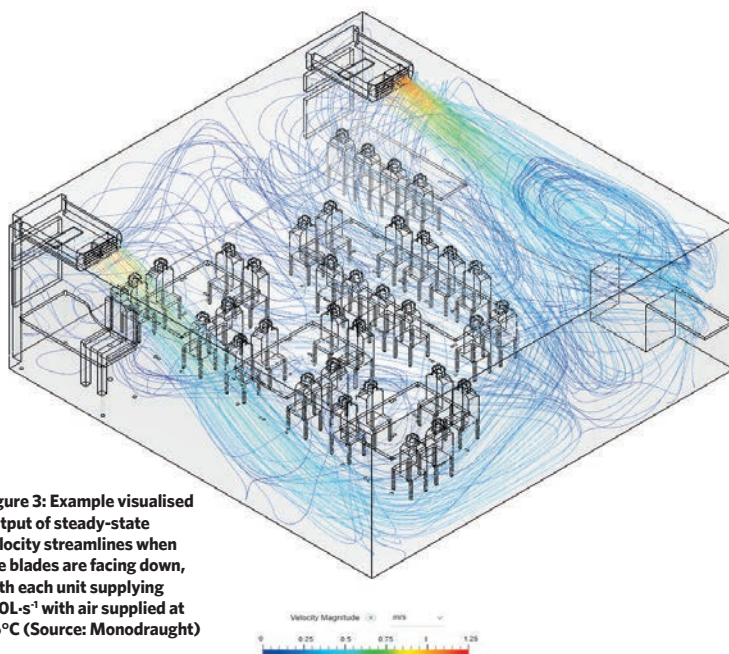 gure 3: Example visualised
tput of steady-state
locity streamlines when
e blades are facing down,
th each unit supplying
0L·s⁻¹ with air supplied at
°C (Source: Monodraught)
Velocity Magnitude m/s
0 0.25 0.5 0.75 1 1.25